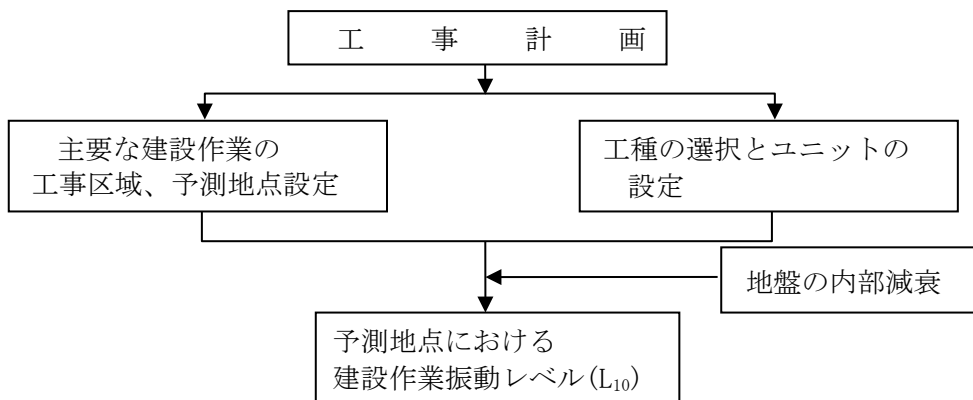 工 事 計 画
主要な建設作業の
工事区域、予測地点設定
工種の選択とユニットの
設定
地盤の内部減衰
予測地点における
建設作業振動レベル(L10)